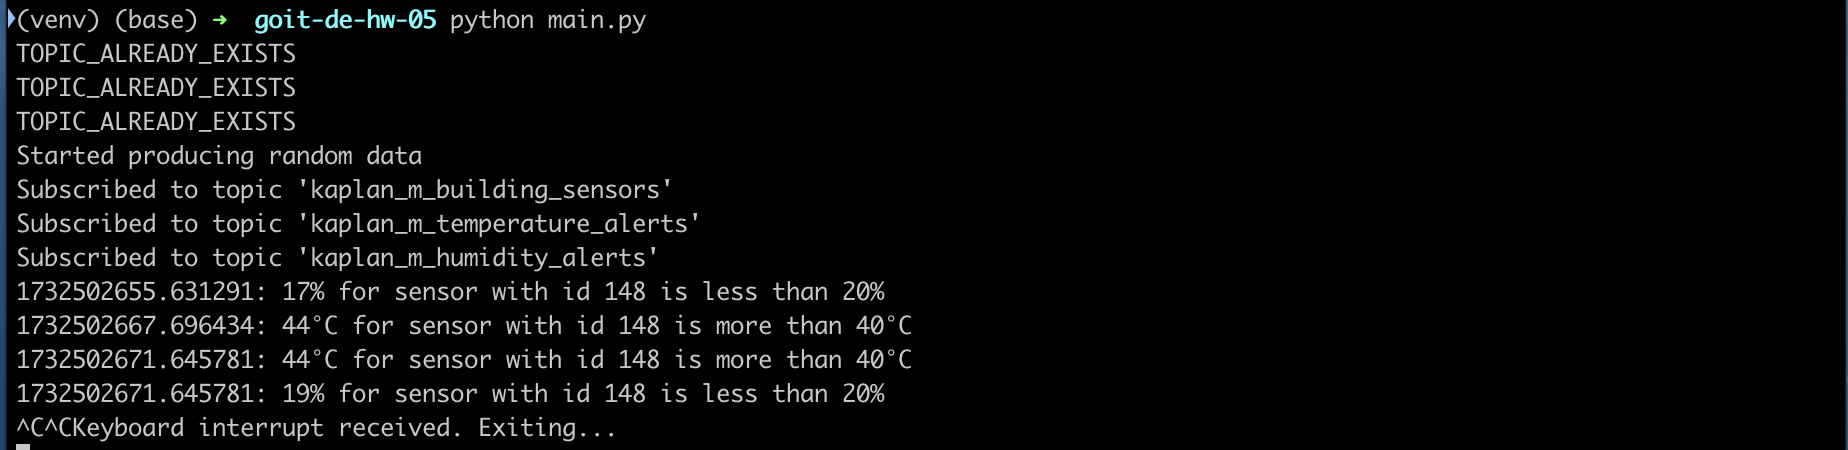 (venv) (base) ➜  goit-de-hw-05 python main.py
TOPIC_ALREADY_EXISTS
TOPIC_ALREADY_EXISTS
TOPIC_ALREADY_EXISTS
Started producing random data
Subscribed to topic 'kaplan_m_building_sensors'
Subscribed to topic 'kaplan_m_temperature_alerts'
Subscribed to topic 'kaplan_m_humidity_alerts'
1732502655.631291: 17% for sensor with id 148 is less than 20%
1732502667.696434: 44°C for sensor with id 148 is more than 40°C
1732502671.645781: 44°C for sensor with id 148 is more than 40°C
1732502671.645781: 19% for sensor with id 148 is less than 20%
^C^CKeyboard interrupt received. Exiting...